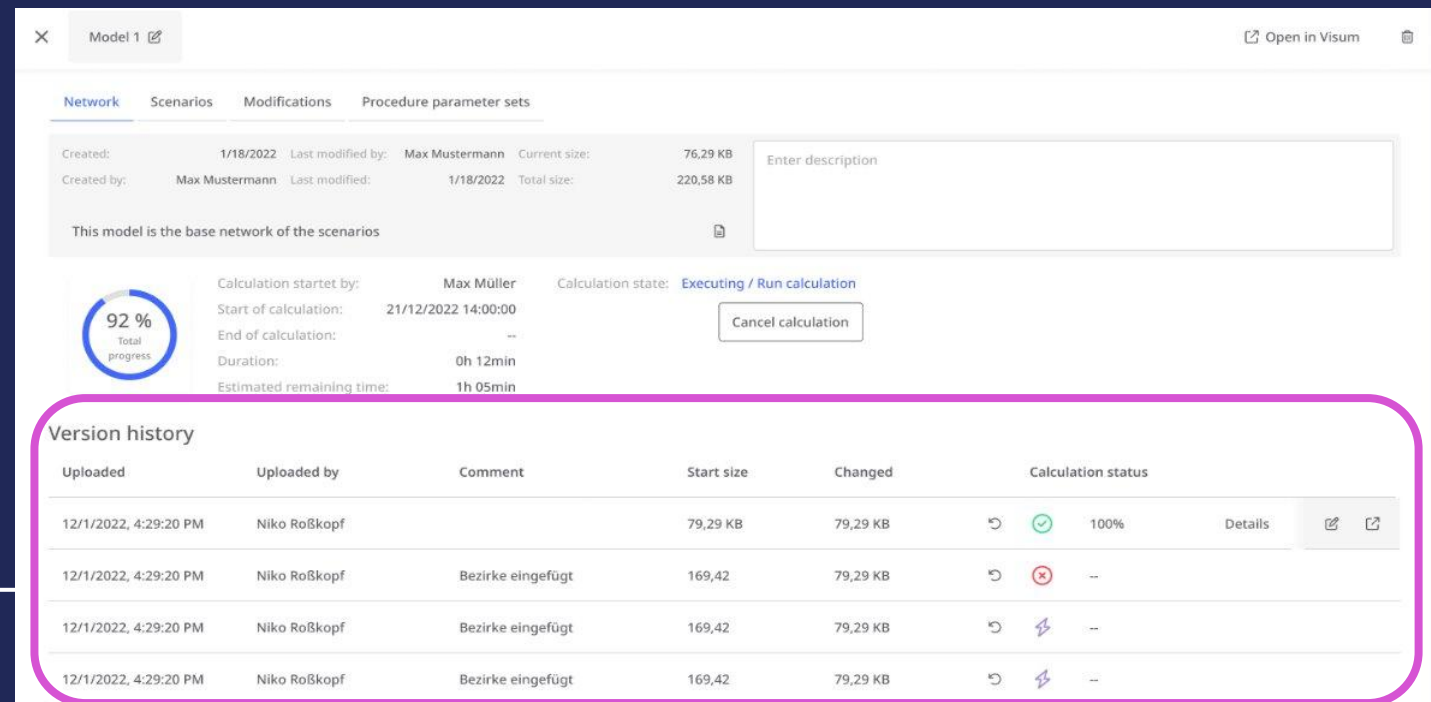 Model 1 Open in Visum
Network Scenarios Modifications Procedure parameter sets
Created: 1/18/2022 Last modified by: Max Mustermann Current size: 76,29 KB Enter description
Created by: Max Mustermann Last modified: 1/18/2022 Total size: 220,58 KB
This model is the base network of the scenarios
Calculation startet by: Max Müller Calculation state: Executing / Run calculation
92 % Start of calculation: 21/12/2022 14:00:00 Cancel calculation
Total End of calculation: --
progress Duration: 0h 12min
Estimated remaining time: 1h 05min
Version history
Uploaded Uploaded by Comment Start size Changed Calculation status
12/1/2022, 4:29:20 PM Niko Roßkopf 79,29 KB 79,29 KB 100% Details
12/1/2022, 4:29:20 PM Niko Roßkopf Bezirke eingefügt 169,42 79,29 KB --
12/1/2022, 4:29:20 PM Niko Roßkopf Bezirke eingefügt 169,42 79,29 KB --
12/1/2022, 4:29:20 PM Niko Roßkopf Bezirke eingefügt 169,42 79,29 KB --